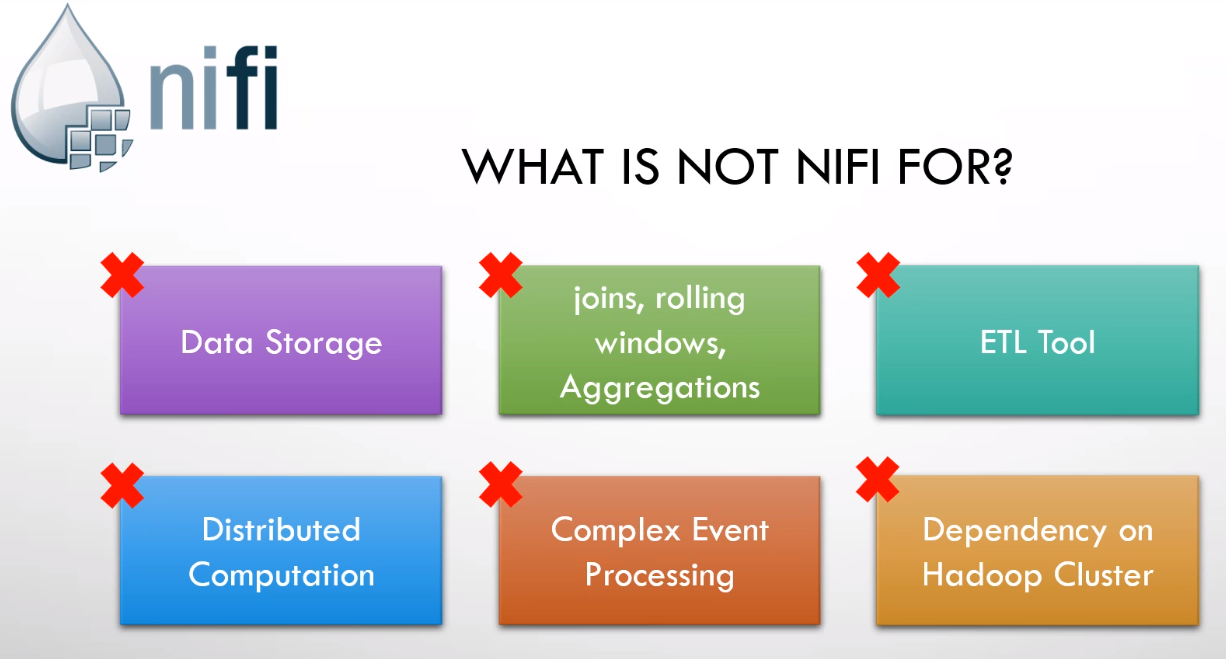 nifi
WHAT IS NOT NIFI FOR?
Data Storage
joins, rolling
windows,
Aggregations
ETL Tool
Distributed
Computation
Complex Event
Processing
Dependency on
Hadoop Cluster